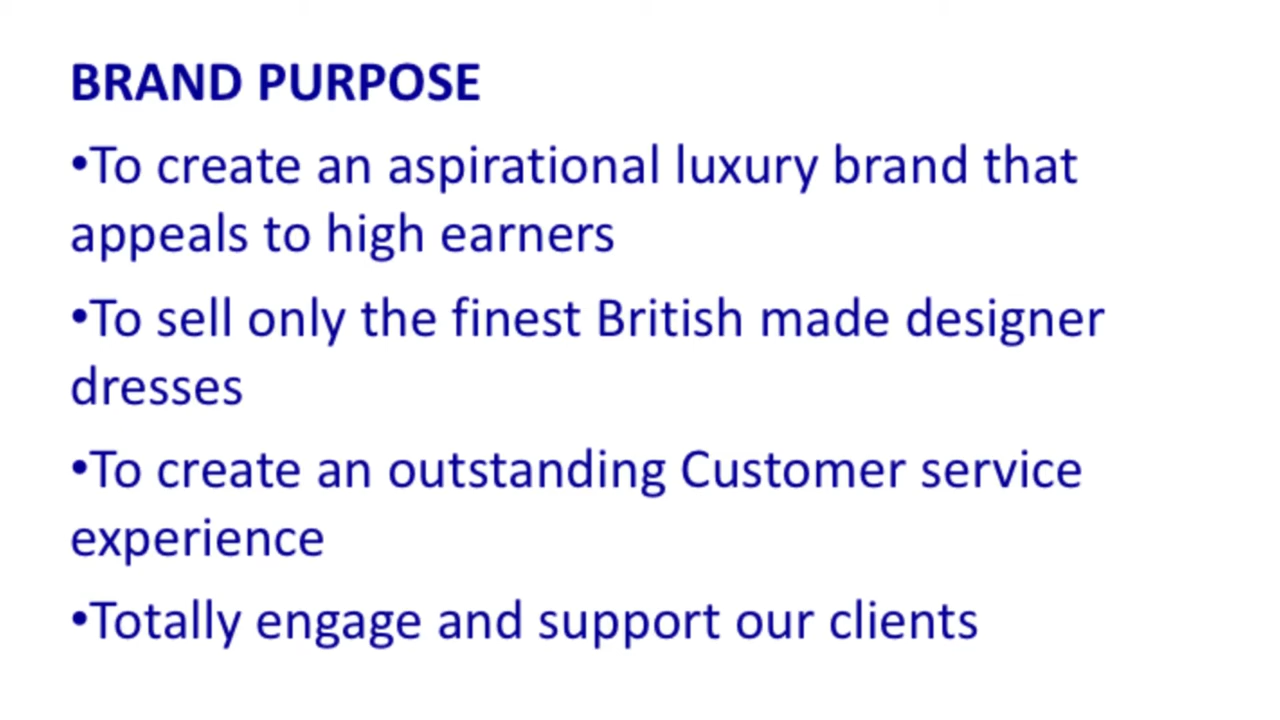 BRAND PURPOSE
•To create an aspirational luxury brand that
appeals to high earners
•To sell only the finest British made designer
dresses
•To create an outstanding Customer service
experience
•Totally engage and support our clients